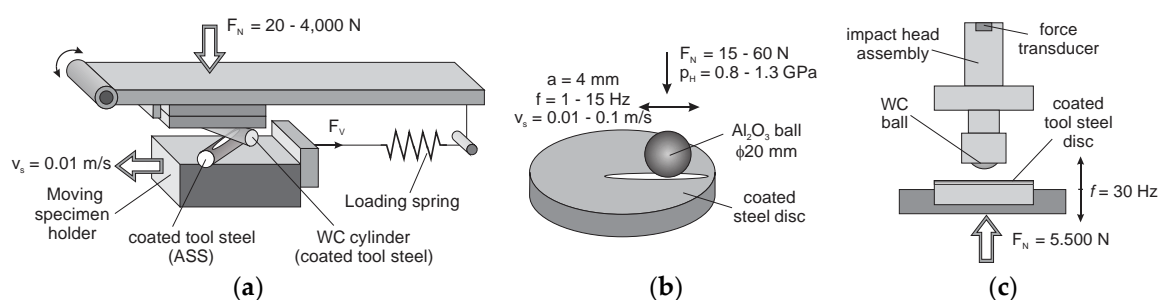 F_N = 20 - 4,000 N
F_V
v_s = 0.01 m/s
Moving
specimen
holder
Loading spring
coated tool steel
(ASS)
WC cylinder
(coated tool steel)
(a)
F_N = 15 - 60 N
p_H = 0.8 - 1.3 GPa
a = 4 mm
f = 1 - 15 Hz
v_s = 0.01 - 0.1 m/s
Al₂O₃ ball
ϕ20 mm
coated
steel disc
(b)
impact head
assembly
force
transducer
WC
ball
coated
tool steel
disc
f = 30 Hz
F_N = 5.500 N
(c)